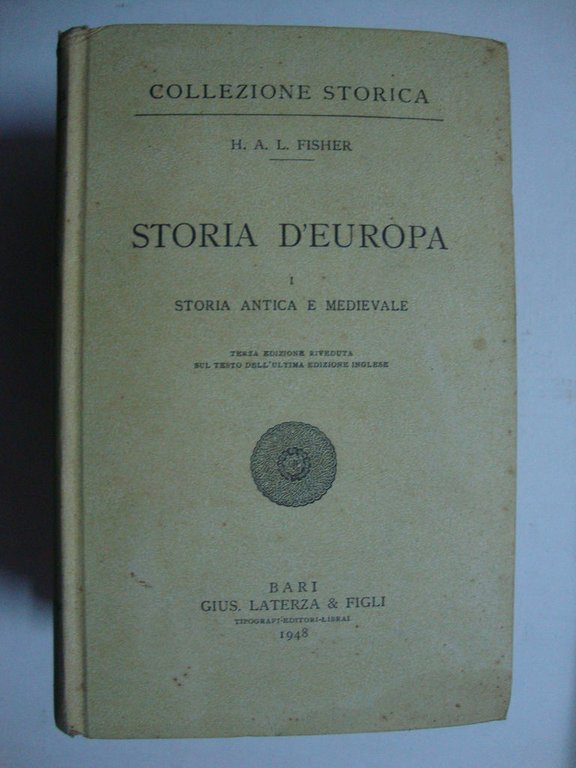 COLLEZIONE STORICA
H. A. L. FISHER
STORIA D'EUROPA
I
STORIA ANTICA E MEDIEVALE
TERZA EDIZIONE RIVEDUTA
SUL TESTO DELL'ULTIMA EDIZIONE INGLESE
BARI
GIUS. LATERZA & FIGLI
TIPOGRAFI-EDITORI-LIBRAI
1948